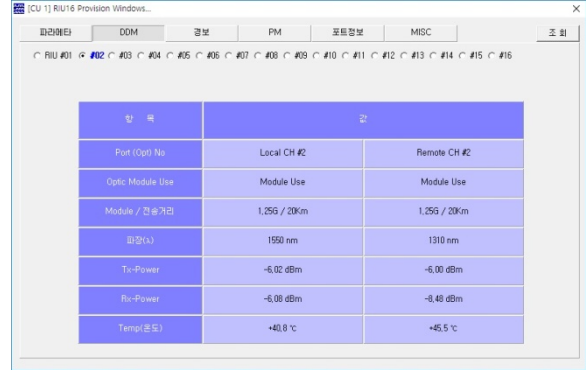 [CU 1] RIU16 Provision Windows...
파라메타 DDM 경보 PM 포트정보 MISC 조 회
RIU #01 #02 #03 #04 #05 #06 #07 #08 #09 #10 #11 #12 #13 #14 #15 #16
항 목 값
Port (Opt) No Local CH #2 Remote CH #2
Optic Module Use Module Use Module Use
Module / 전송거리 1,25G / 20Km 1,25G / 20Km
파장(λ) 1550 nm 1310 nm
Tx-Power -6,02 dBm -6,00 dBm
Rx-Power -6,08 dBm -8,48 dBm
Temp(온도) +40,8 ℃ +45,5 ℃